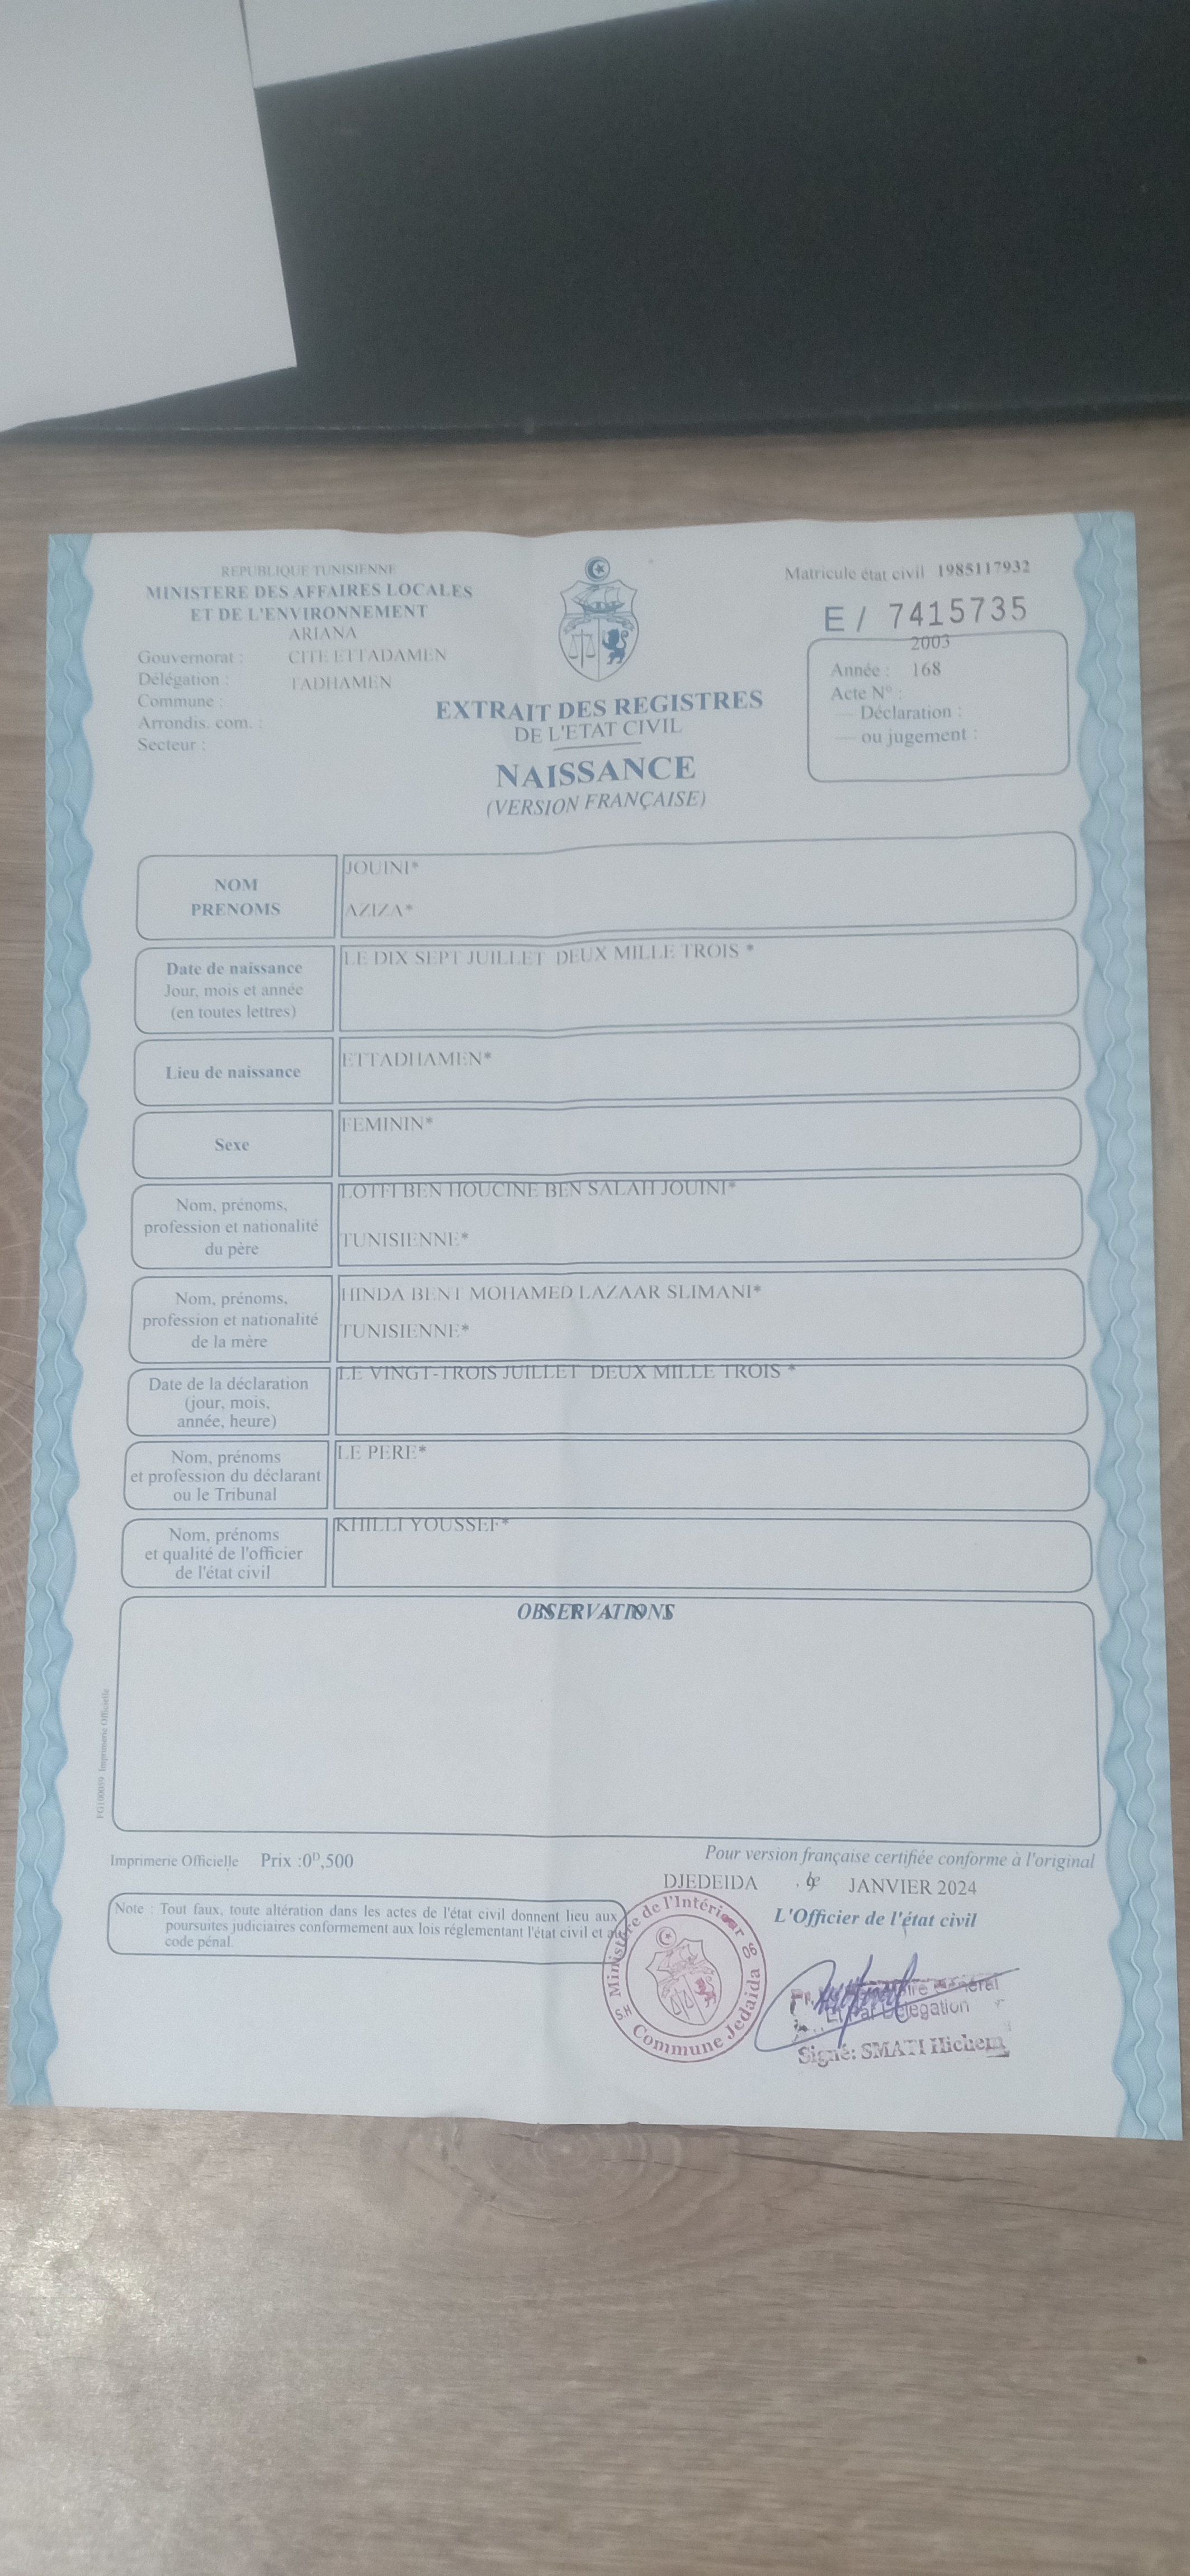 REPUBLIQUE TUNISIENNE
MINISTERE DES AFFAIRES LOCALES
ET DE L'ENVIRONNEMENT
ARIANA
Gouvernorat : CITE ETTADAMEN
Délégation : TADHAMEN
Commune :
Arrondis. com. :
Secteur :
EXTRAIT DES REGISTRES
DE L'ETAT CIVIL
NAISSANCE
(VERSION FRANÇAISE)
Matricule état civil 1985117932
E / 7415735
2003
Année : 168
Acte N° :
— Déclaration :
— ou jugement :
NOM
PRENOMS
JOUINI*
AZIZA*
Date de naissance
Jour, mois et année
(en toutes lettres)
LE DIX SEPT JUILLET DEUX MILLE TROIS *
Lieu de naissance
ETTADHAMEN*
Sexe
FEMININ*
Nom, prénoms,
profession et nationalité
du père
LOTFI BEN HOUCINE BEN SALAH JOUINI*
TUNISIENNE*
Nom, prénoms,
profession et nationalité
de la mère
HINDA BENT MOHAMED LAZAAR SLIMANI*
TUNISIENNE*
Date de la déclaration
(jour, mois,
année, heure)
LE VINGT-TROIS JUILLET DEUX MILLE TROIS *
Nom, prénoms
et profession du déclarant
ou le Tribunal
LE PERE*
Nom, prénoms
et qualité de l'officier
de l'état civil
KHILLI YOUSSEF*
OBSERVATIONS
FG100059 Imprimerie Officielle
Imprimerie Officielle Prix :0ᴰ,500
Pour version française certifiée conforme à l'original
DJEDEIDA JANVIER 2024
L'Officier de l'état civil
Note : Tout faux, toute altération dans les actes de l'état civil donnent lieu aux
poursuites judiciaires conformement aux lois réglementant l'état civil et au
code pénal.
Ministère de l'Intérieur 06
S.H Commune Jedaida
Général
Et Par Délégation
Signé: SMATI Hichem